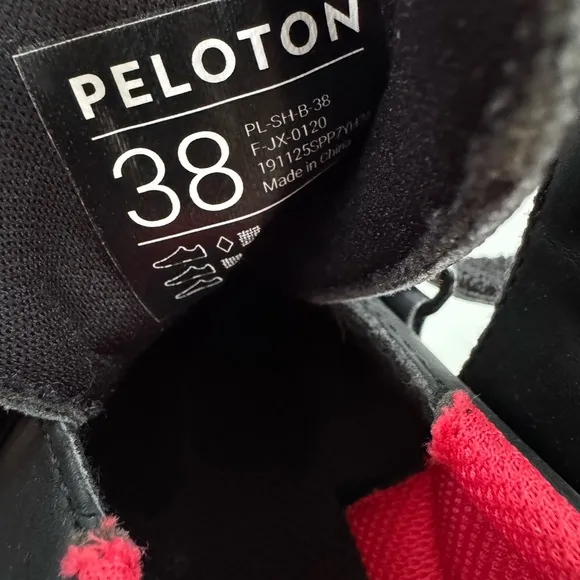 PELOTON
38
PL-SH-B-38
F-JX-0120
Made in China